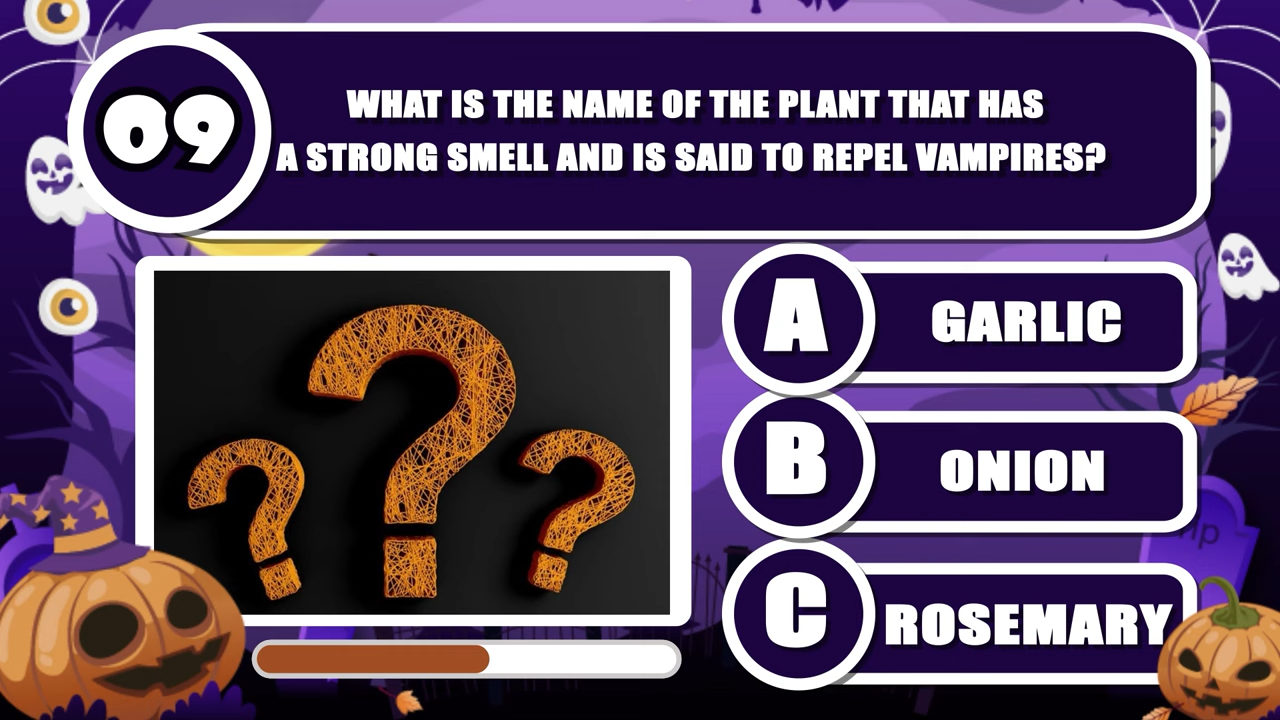 09
WHAT IS THE NAME OF THE PLANT THAT HAS
A STRONG SMELL AND IS SAID TO REPEL VAMPIRES?
A
GARLIC
B
ONION
C
ROSEMARY